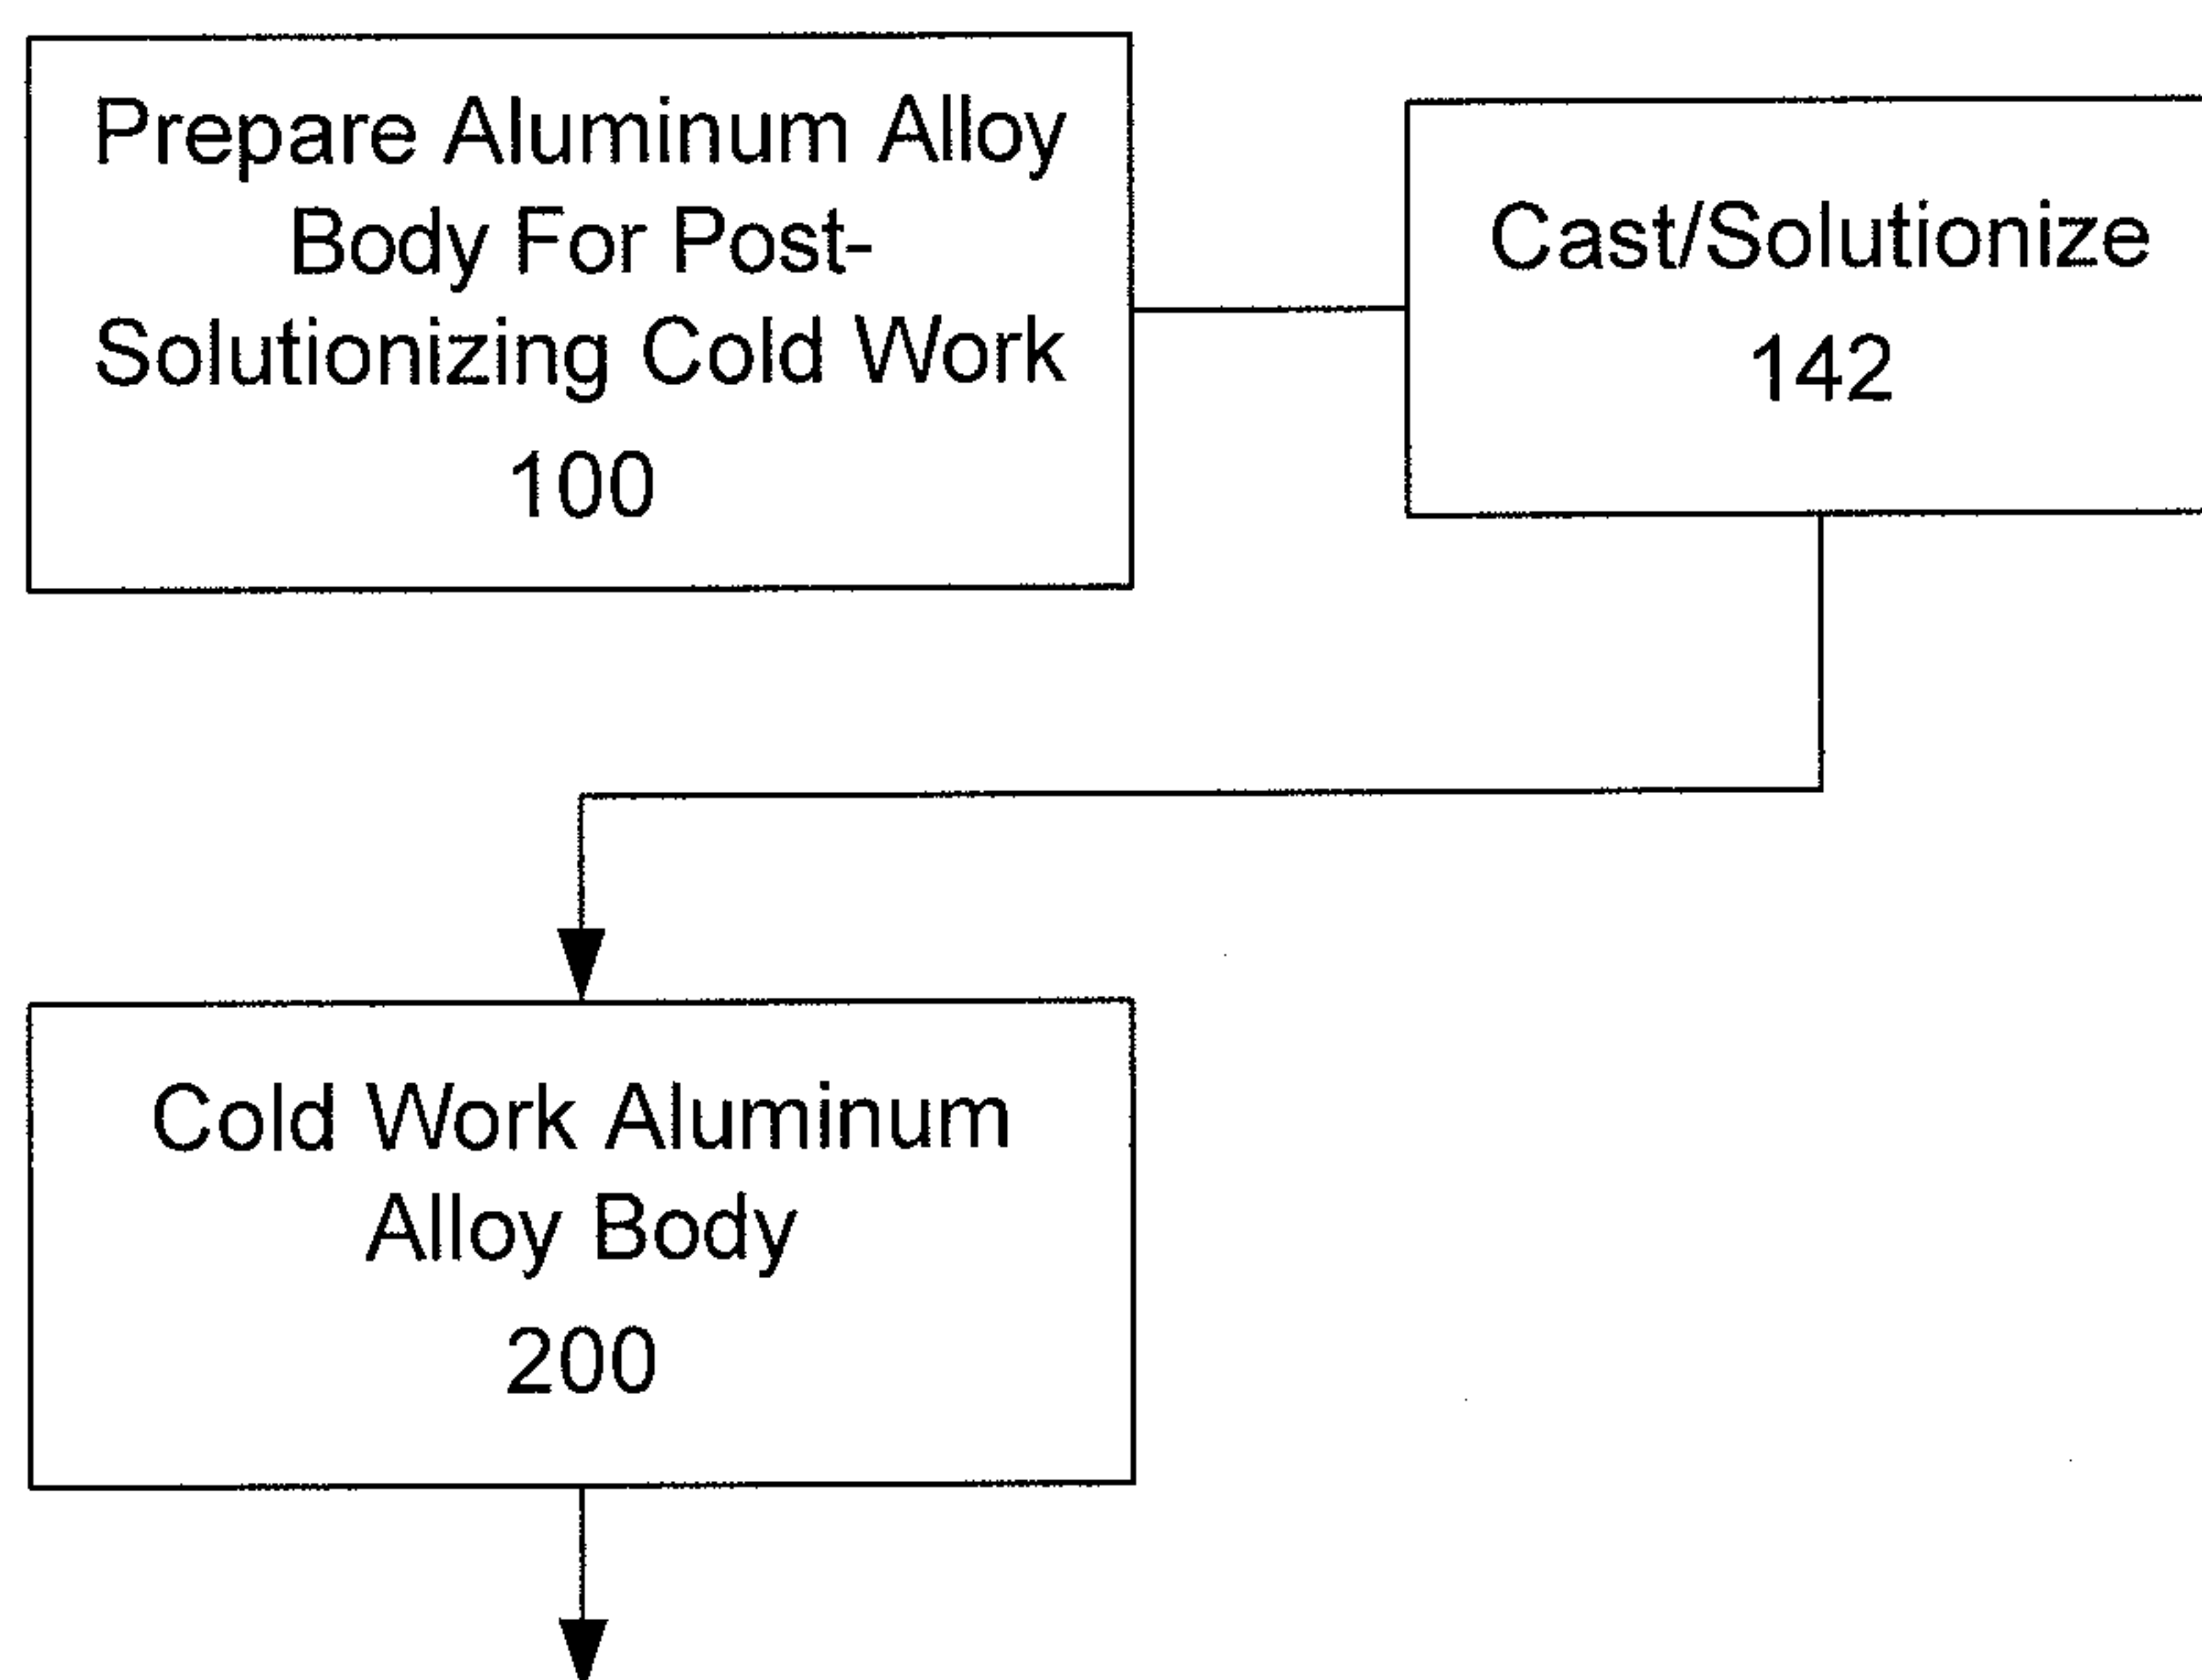 Prepare Aluminum Alloy
Body For Post-
Solutionizing Cold Work
100
Cast/Solutionize
142
Cold Work Aluminum
Alloy Body
200